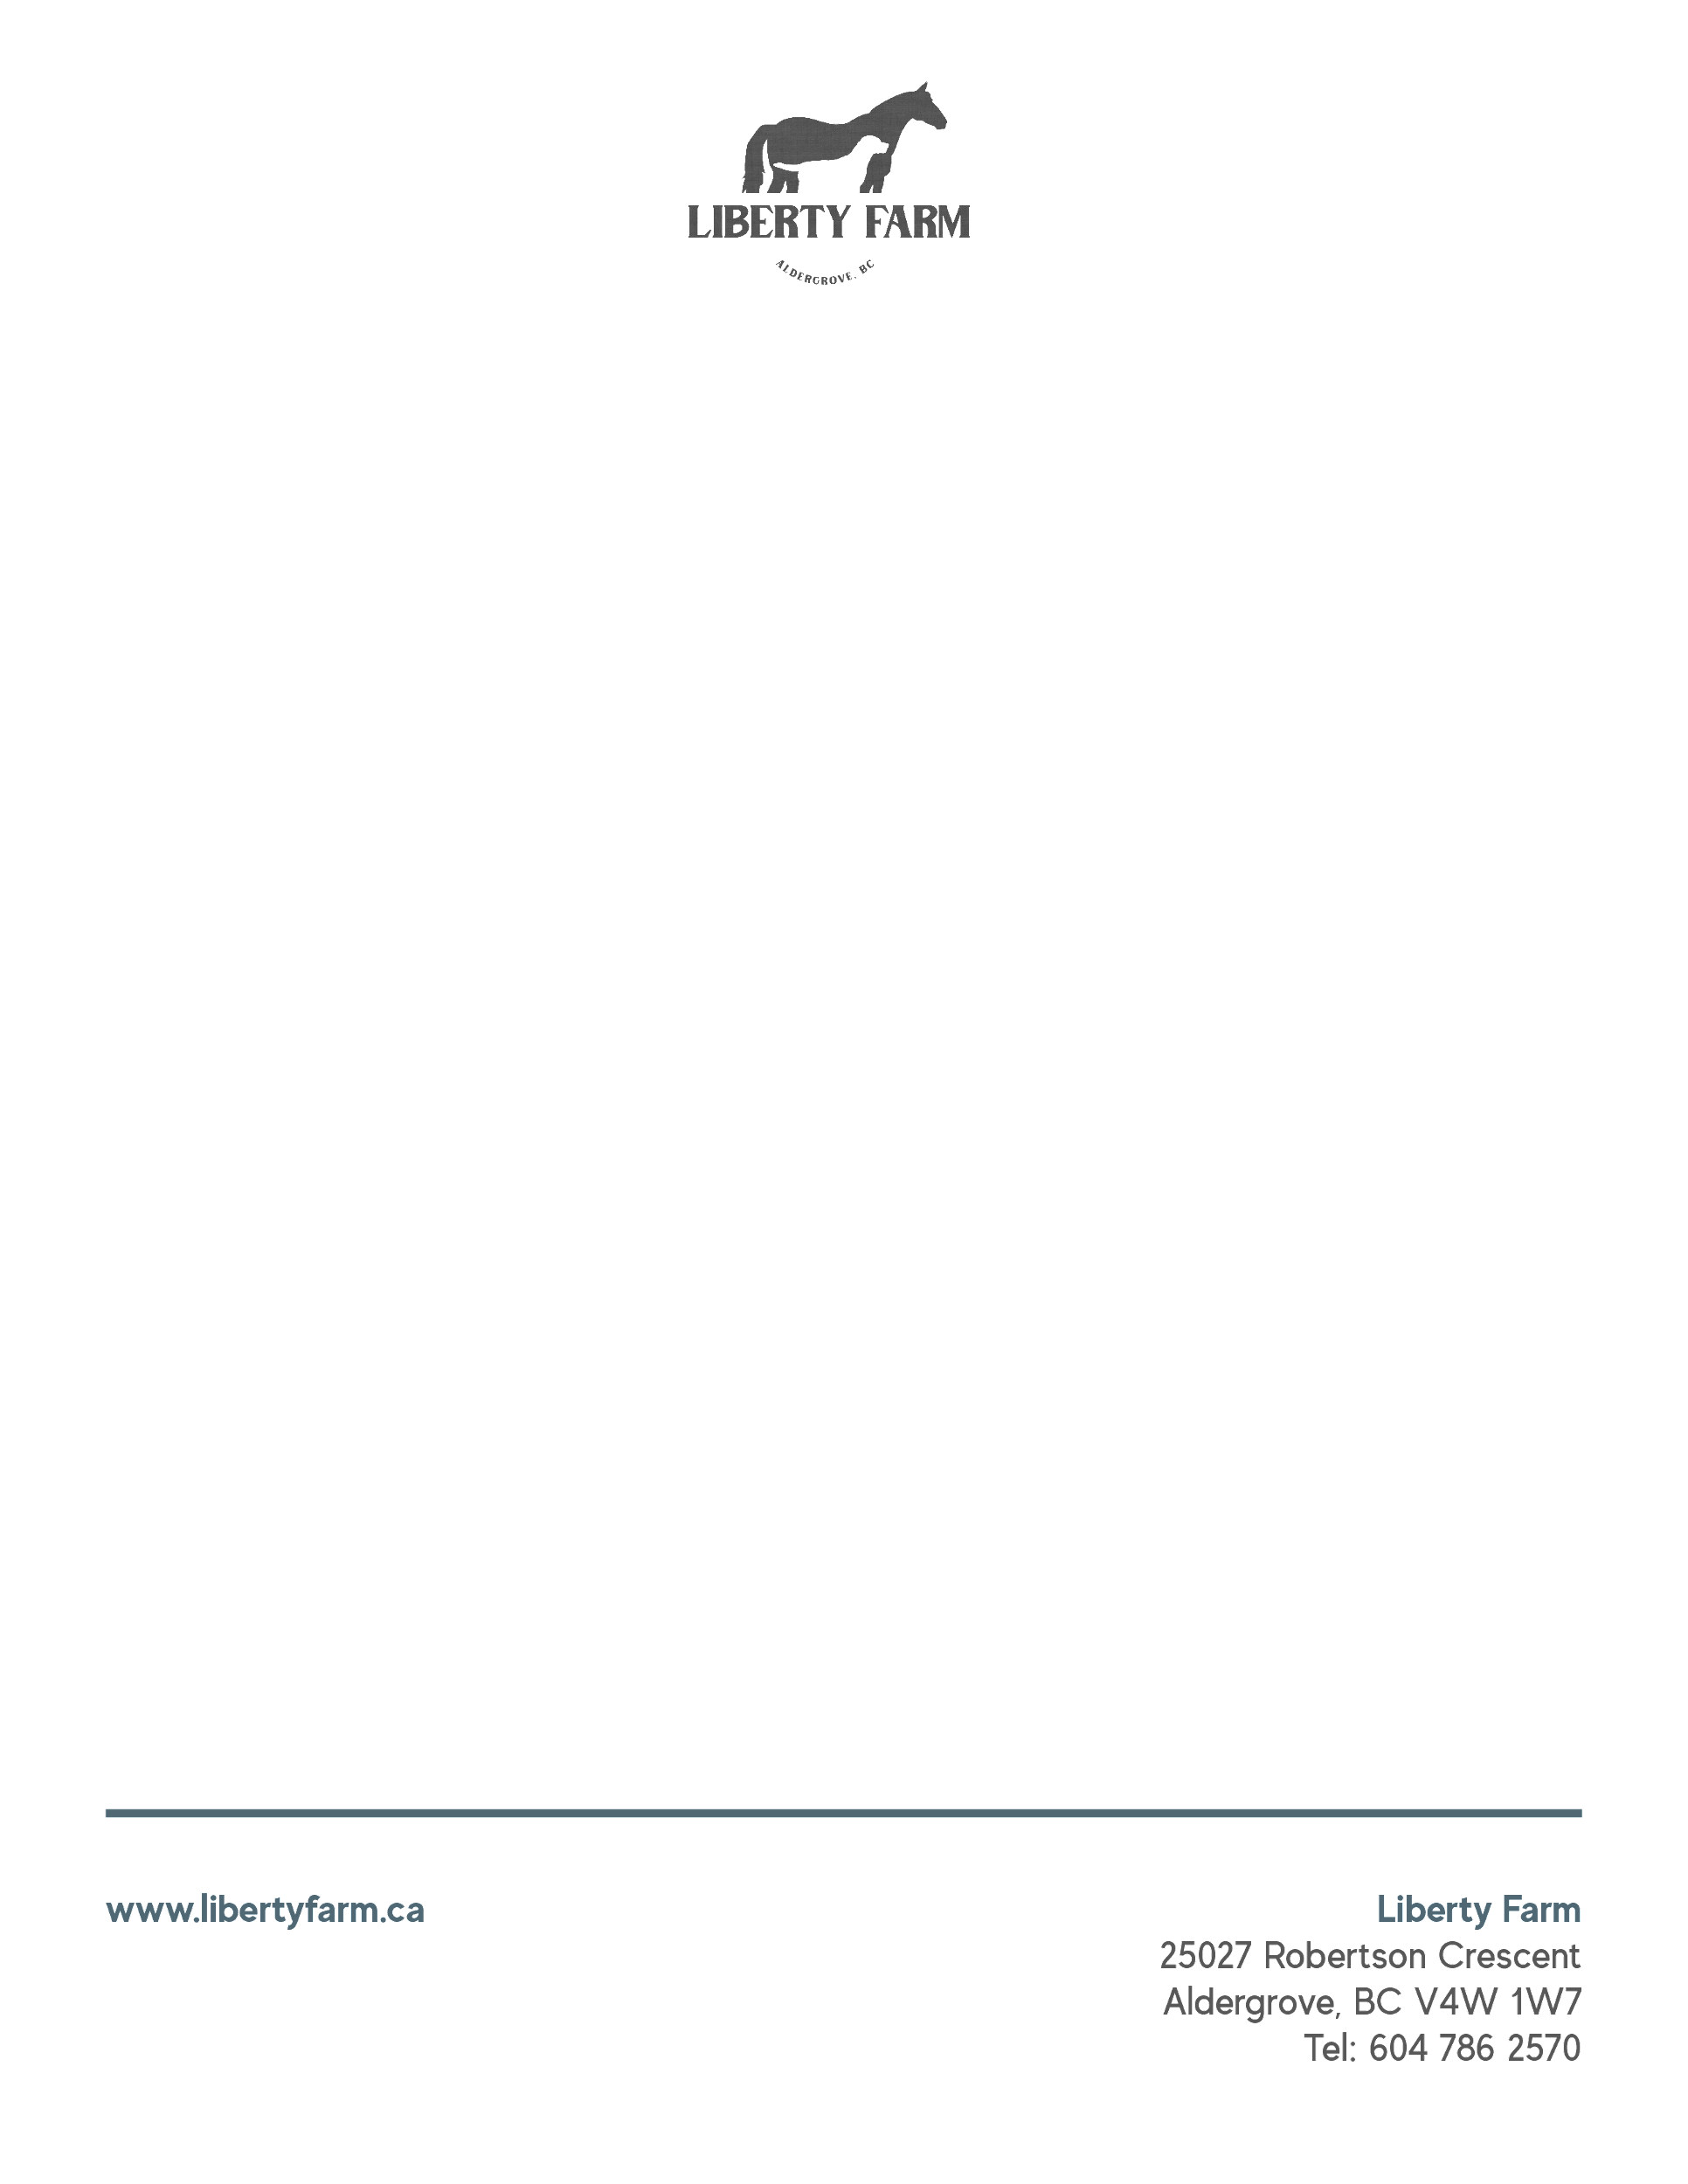 LIBERTY FARM
ALDERGROVE, BC
www.libertyfarm.ca
Liberty Farm
25027 Robertson Crescent
Aldergrove, BC V4W 1W7
Tel: 604 786 2570